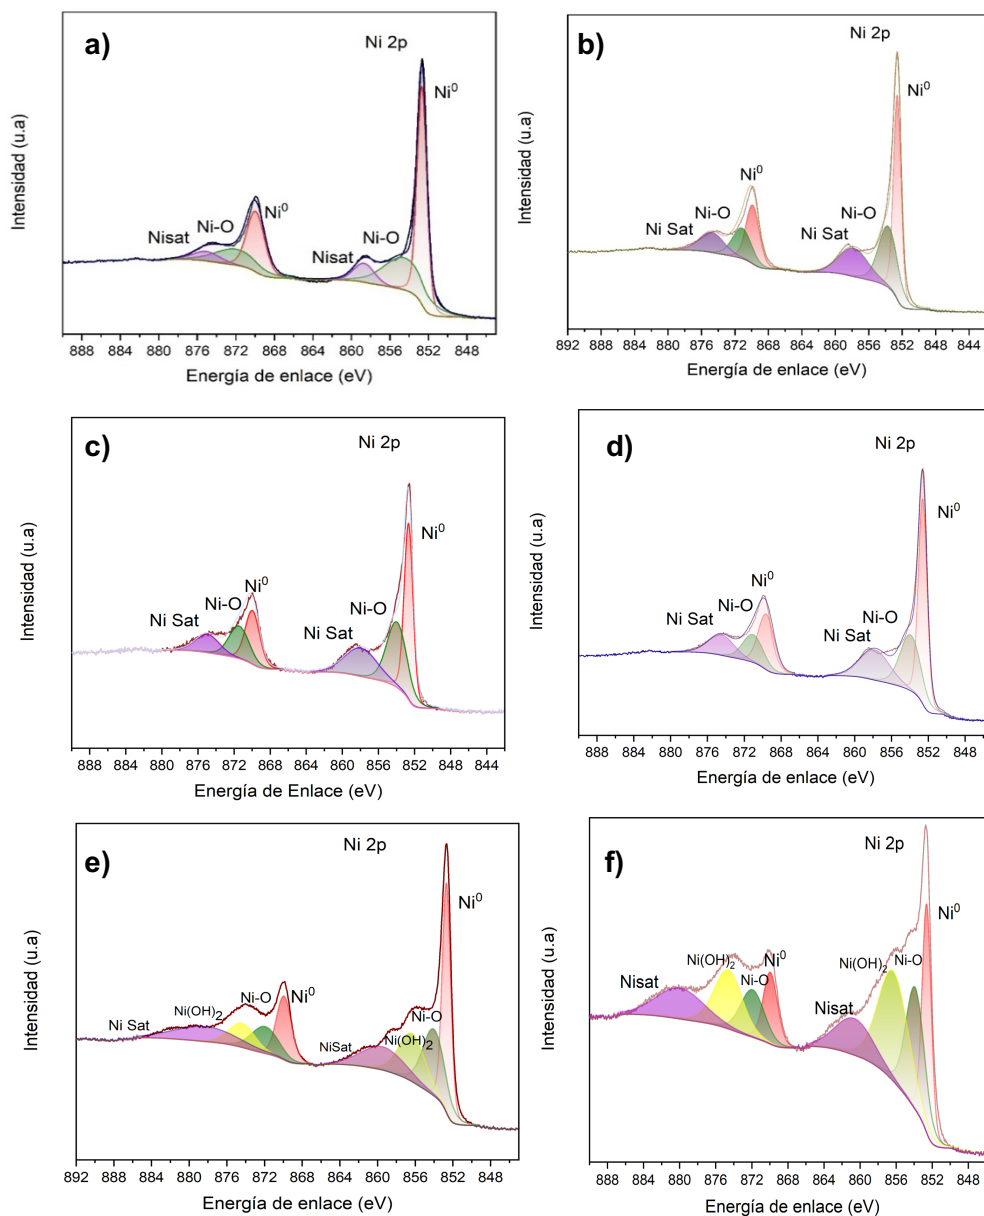 a)
Ni 2p
Ni⁰
Ni⁰
Ni-O
Nisat
Ni-O
Nisat
Intensidad (u.a)
888 884 880 876 872 868 864 860 856 852 848
Energía de enlace (eV)
b)
Ni 2p
Ni⁰
Ni⁰
Ni-O
Ni Sat
Ni-O
Ni Sat
Intensidad (u.a)
892 888 884 880 876 872 868 864 860 856 852 848 844
Energía de enlace (eV)
c)
Ni 2p
Ni⁰
Ni⁰
Ni-O
Ni Sat
Ni-O
Ni Sat
Intensidad (u.a)
888 884 880 876 872 868 864 860 856 852 848 844
Energía de Enlace (eV)
d)
Ni 2p
Ni⁰
Ni⁰
Ni-O
Ni Sat
Ni-O
Ni Sat
Intensidad (u.a)
888 884 880 876 872 868 864 860 856 852 848
Energía de enlace (eV)
e)
Ni 2p
Ni⁰
Ni⁰
Ni-O
Ni(OH)₂
Ni Sat
Ni-O
Ni(OH)₂
NiSat
Intensidad (u.a)
892 888 884 880 876 872 868 864 860 856 852 848
Energía de enlace (eV)
f)
Ni 2p
Ni⁰
Ni(OH)₂
Ni-O
Ni(OH)₂
Ni⁰
Ni-O
Nisat
Nisat
Intensidad (u.a)
888 884 880 876 872 868 864 860 856 852 848
Energía de enlace (eV)